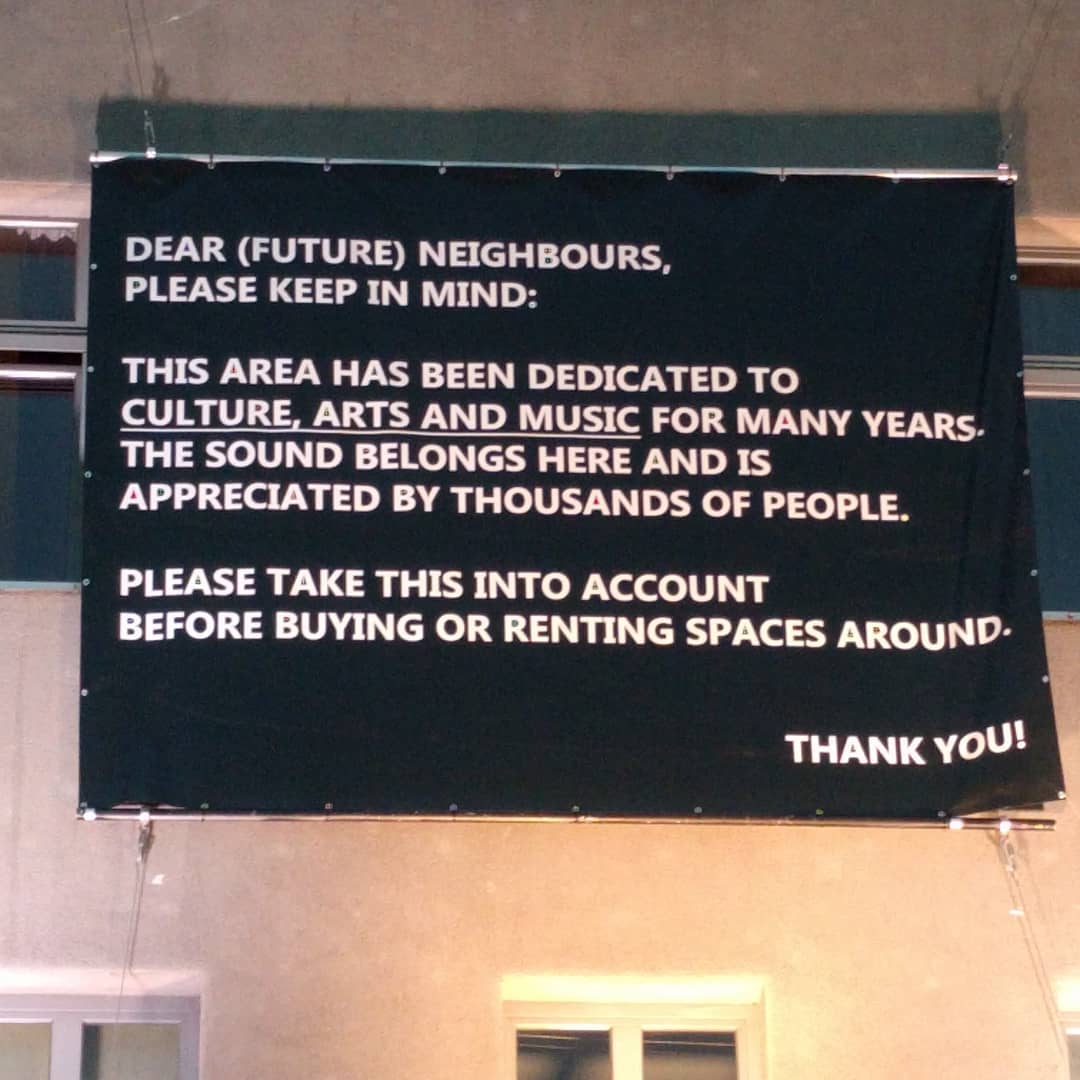 DEAR (FUTURE) NEIGHBOURS,
PLEASE KEEP IN MIND:
THIS AREA HAS BEEN DEDICATED TO
CULTURE, ARTS AND MUSIC FOR MANY YEARS.
THE SOUND BELONGS HERE AND IS
APPRECIATED BY THOUSANDS OF PEOPLE.
PLEASE TAKE THIS INTO ACCOUNT
BEFORE BUYING OR RENTING SPACES AROUND.
THANK YOU!